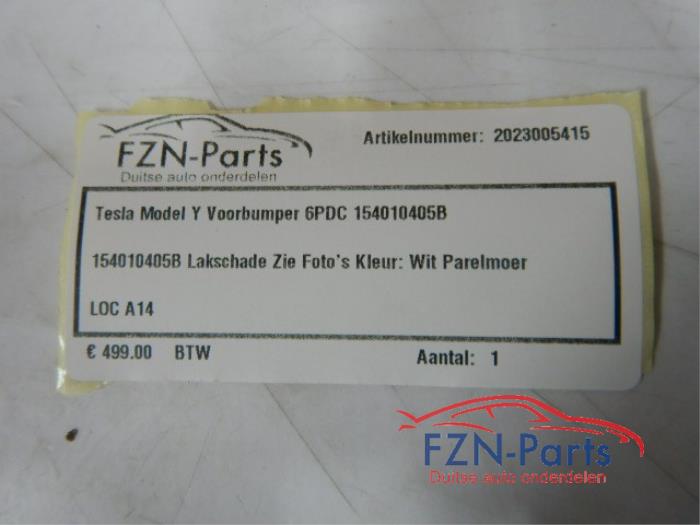 FZN-Parts
Duitse auto onderdelen
Artikelnummer: 2023005415
Tesla Model Y Voorbumper 6PDC 154010405B
154010405B Lakschade Zie Foto's Kleur: Wit Parelmoer
LOC A14
€ 499.00 BTW
Aantal: 1
FZN-Parts
Duitse auto onderdelen